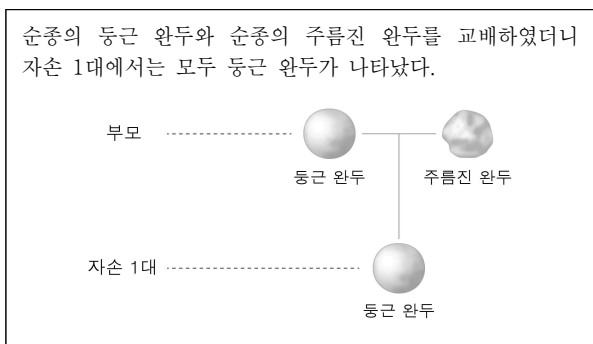 순종의 둥근 완두와 순종의 주름진 완두를 교배하였더니
자손 1대에서는 모두 둥근 완두가 나타났다.
부모
둥근 완두 주름진 완두
자손 1대
둥근 완두